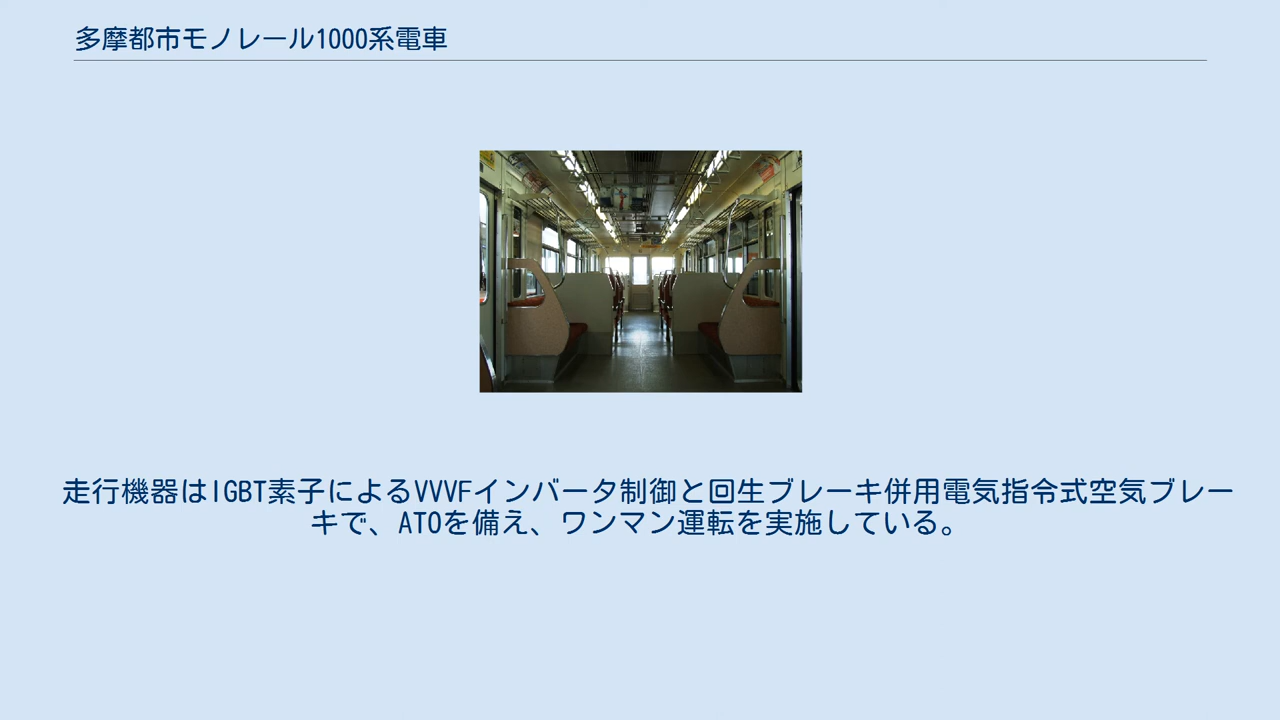 多摩都市モノレール1000系電車
走行機器はIGBT素子によるVVVFインバータ制御と回生ブレーキ併用電気指令式空気ブレー
キで、ATOを備え、ワンマン運転を実施している。